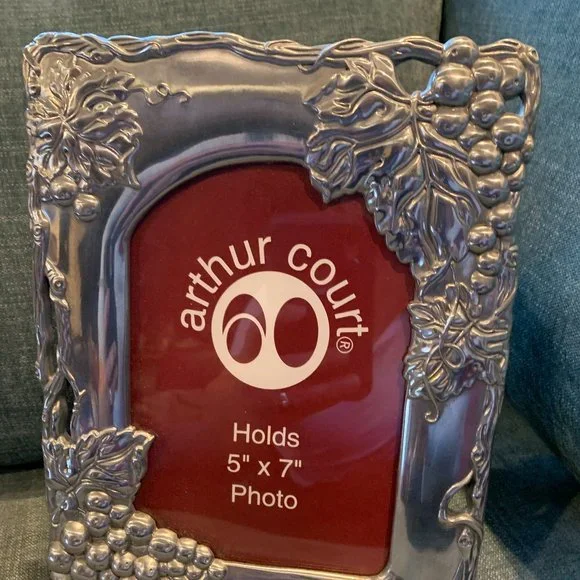 arthur court®
Holds
5" x 7"
Photo